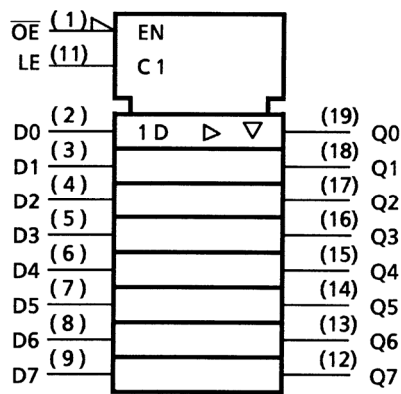 OE (1) EN
LE (11) C1
D0 (2) 1D (19) Q0
D1 (3) (18) Q1
D2 (4) (17) Q2
D3 (5) (16) Q3
D4 (6) (15) Q4
D5 (7) (14) Q5
D6 (8) (13) Q6
D7 (9) (12) Q7